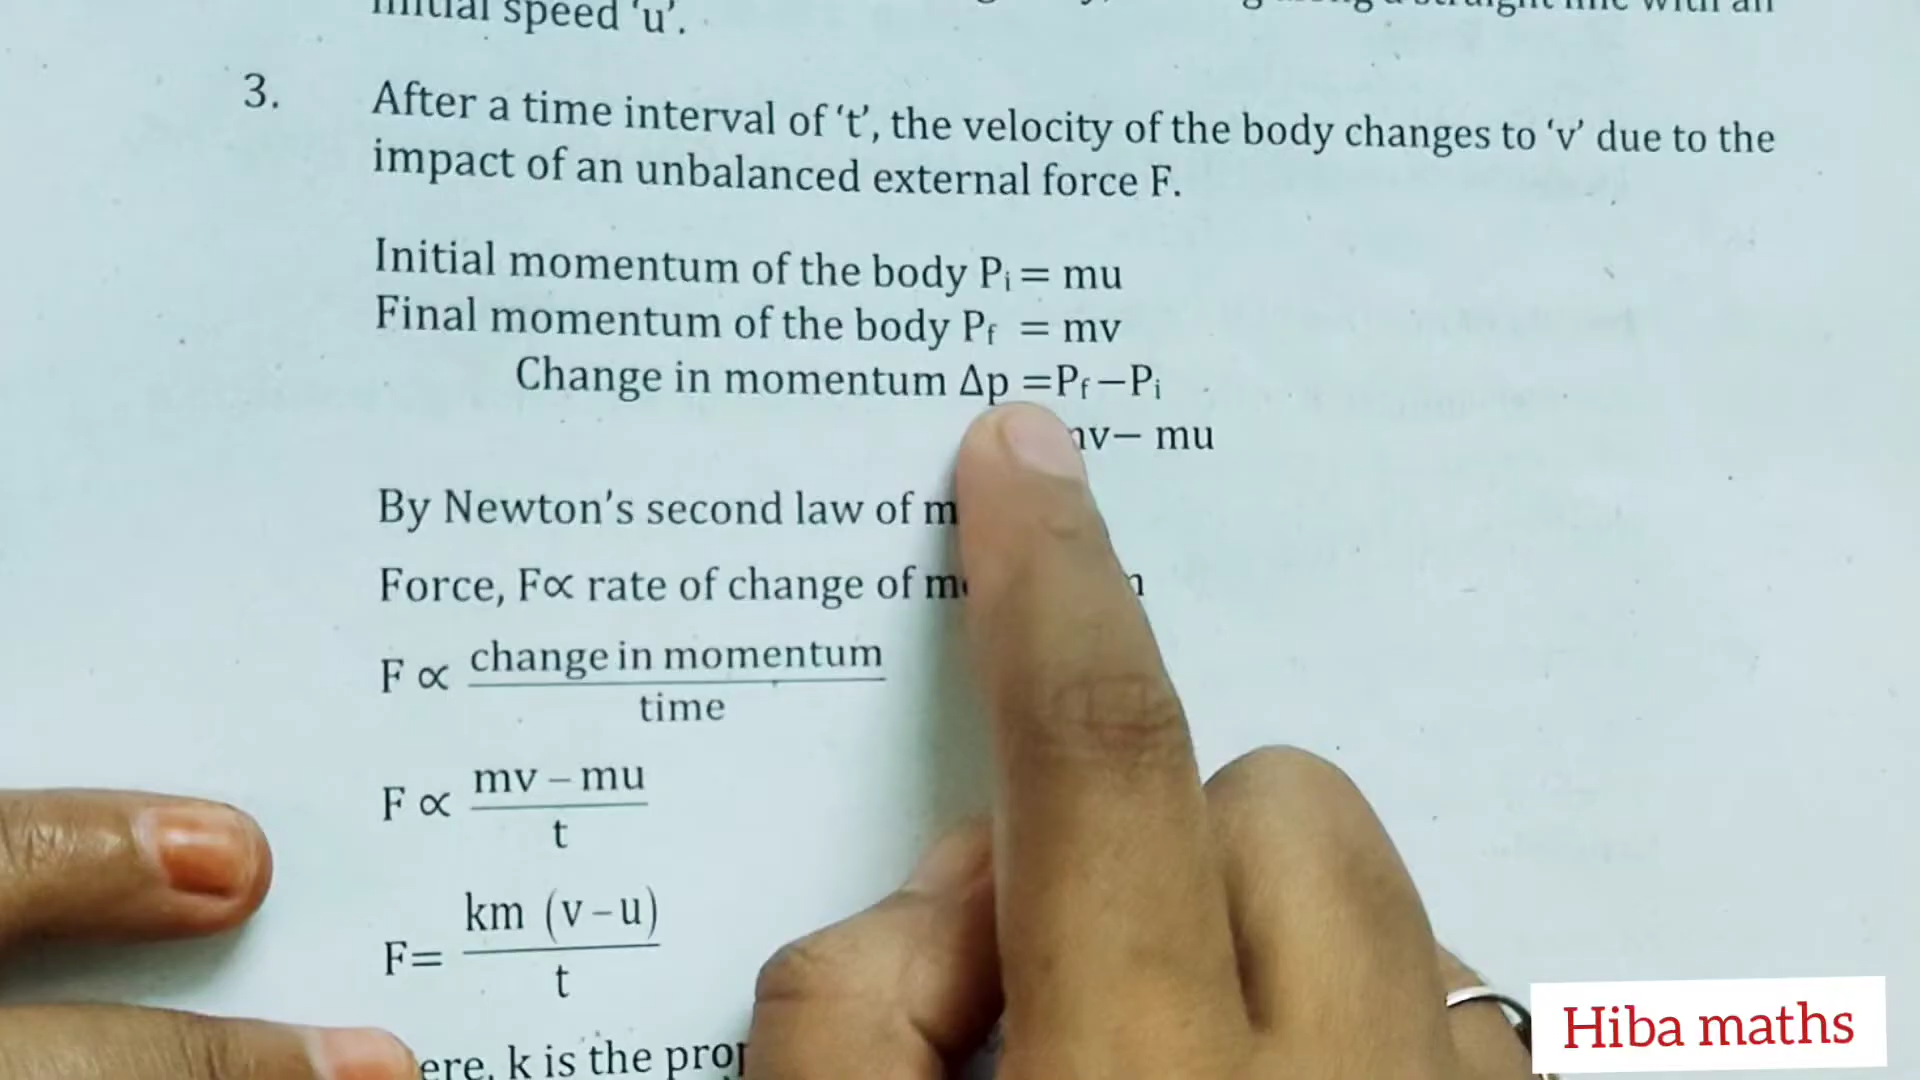 initial speed ‘u’.
3. After a time interval of ‘t’, the velocity of the body changes to ‘v’ due to the
impact of an unbalanced external force F.
Initial momentum of the body Pi = mu
Final momentum of the body Pf = mv
Change in momentum Δp =Pf−Pi
mv− mu
By Newton's second law of
Force, F∝ rate of change of
F ∝ change in momentum
time
F ∝ mv – mu
t
F= km (v – u)
t
k is the
Hiba maths